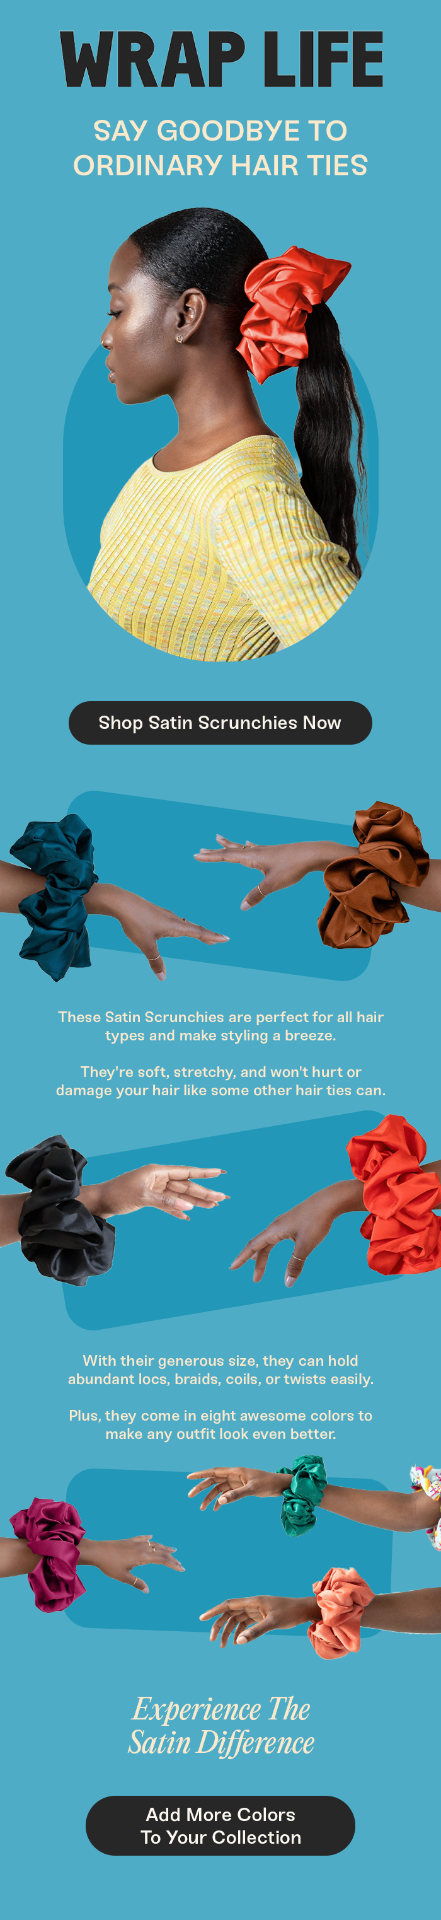 WRAP LIFE
SAY GOODBYE TO
ORDINARY HAIR TIES
Shop Satin Scrunchies Now
These Satin Scrunchies are perfect for all hair
types and make styling a breeze.
They're soft, stretchy, and won't hurt or
damage your hair like some other hair ties can.
With their generous size, they can hold
abundant locs, braids, coils, or twists easily.
Plus, they come in eight awesome colors to
make any outfit look even better.
Experience The
Satin Difference
Add More Colors
To Your Collection